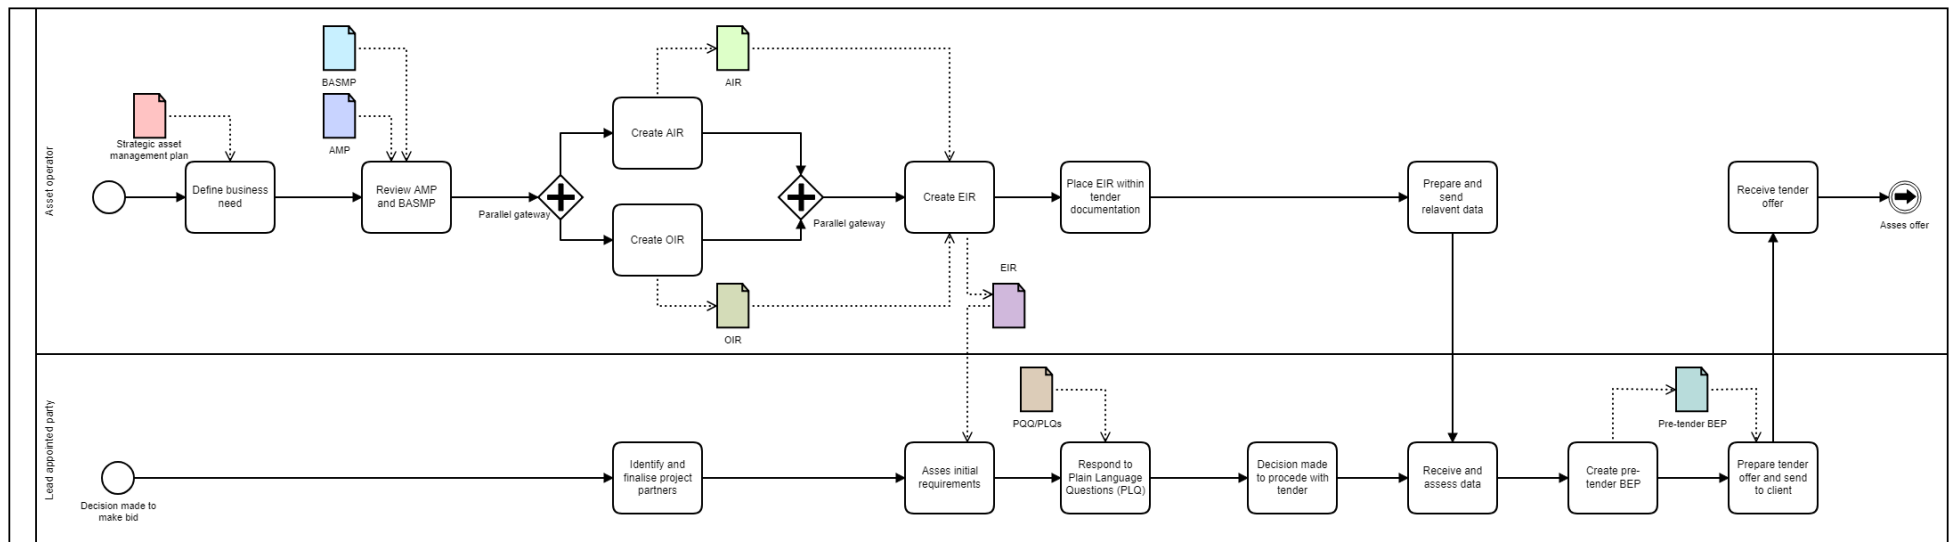 Asset operator
BASMP
AMP
Strategic asset
management plan
Define business
need
Review AMP
and BASMP
Parallel gateway
Create AIR
AIR
Create OIR
OIR
Parallel gateway
Create EIR
EIR
Place EIR within
tender
documentation
Prepare and
send
relavent data
Receive tender
offer
Asses offer
Lead appointed party
Decision made to
make bid
Identify and
finalise project
partners
Asses initial
requirements
PQQ/PLQs
Respond to
Plain Language
Questions (PLQ)
Decision made
to procede with
tender
Receive and
assess data
Create pre-
tender BEP
Pre-tender BEP
Prepare tender
offer and send
to client